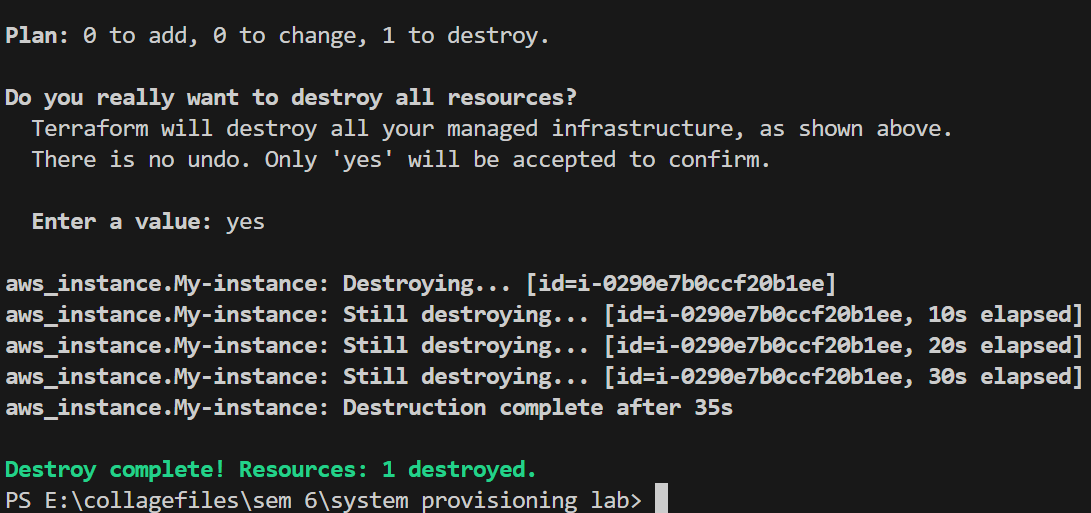 Plan: 0 to add, 0 to change, 1 to destroy.
Do you really want to destroy all resources?
Terraform will destroy all your managed infrastructure, as shown above.
There is no undo. Only 'yes' will be accepted to confirm.
Enter a value: yes
aws_instance.My-instance: Destroying... [id=i-0290e7b0ccf20b1ee]
aws_instance.My-instance: Still destroying... [id=i-0290e7b0ccf20b1ee, 10s elapsed]
aws_instance.My-instance: Still destroying... [id=i-0290e7b0ccf20b1ee, 20s elapsed]
aws_instance.My-instance: Still destroying... [id=i-0290e7b0ccf20b1ee, 30s elapsed]
aws_instance.My-instance: Destruction complete after 35s
Destroy complete! Resources: 1 destroyed.
PS E:\collagefiles\sem 6\system provisioning lab>